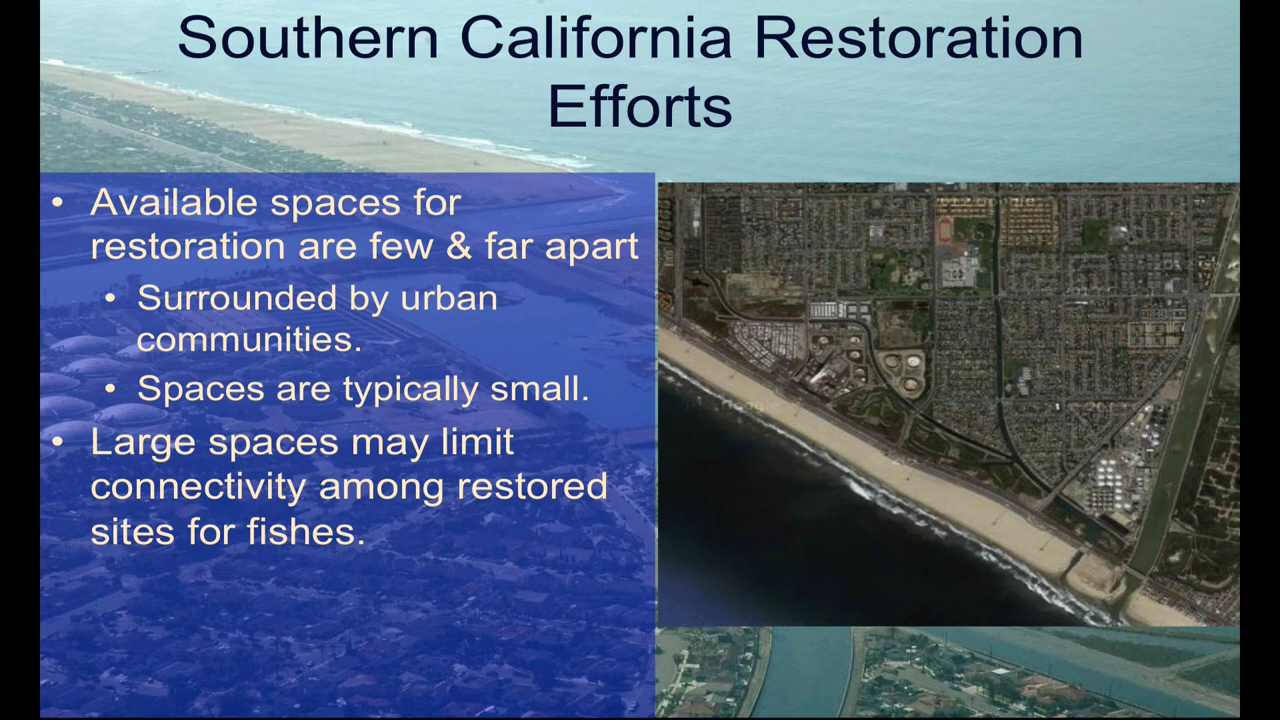 Southern California Restoration
Efforts
• Available spaces for
restoration are few & far apart
• Surrounded by urban
communities.
• Spaces are typically small.
• Large spaces may limit
connectivity among restored
sites for fishes.